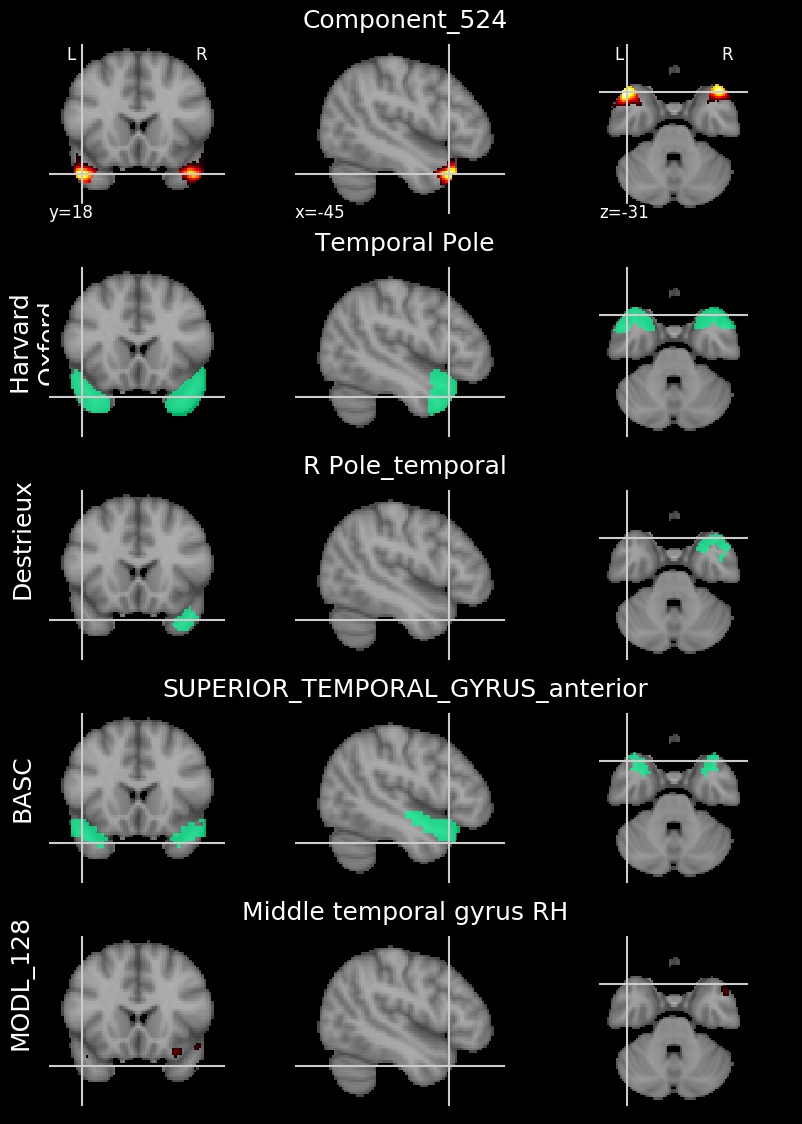 Component_524
L R L R
y=18 x=-45 z=-31
Temporal Pole
Harvard
Oxford
R Pole_temporal
Destrieux
SUPERIOR_TEMPORAL_GYRUS_anterior
BASC
Middle temporal gyrus RH
MODL_128